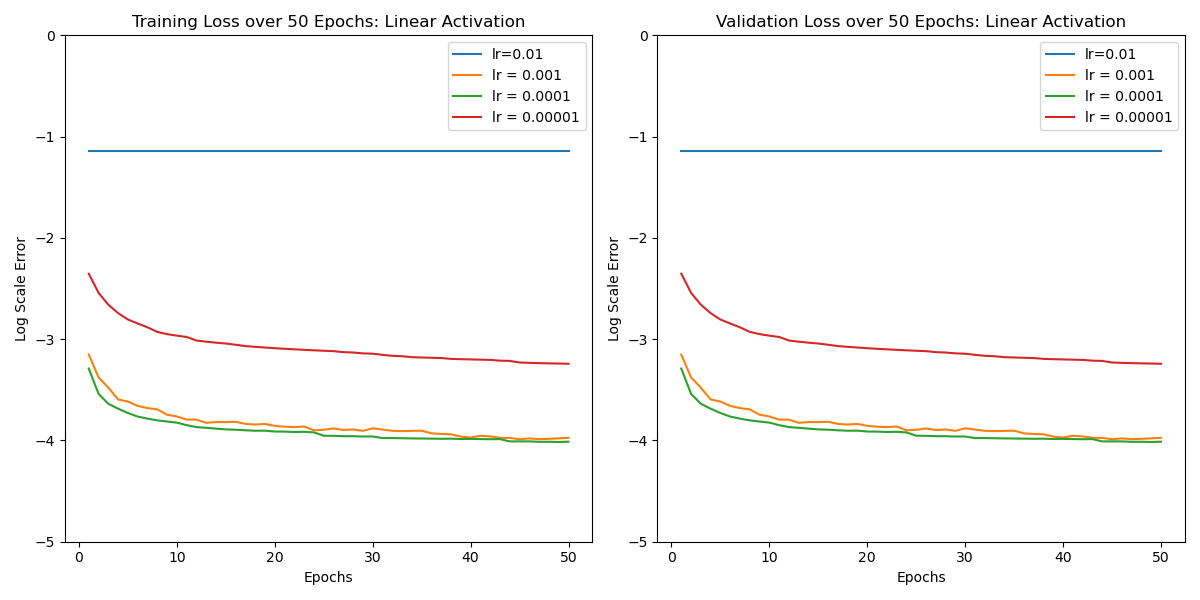 Training Loss over 50 Epochs: Linear Activation
0
−1
−2
−3
−4
−5
Log Scale Error
0 10 20 30 40 50
Epochs
lr=0.01
lr = 0.001
lr = 0.0001
lr = 0.00001
Validation Loss over 50 Epochs: Linear Activation
0
−1
−2
−3
−4
−5
Log Scale Error
0 10 20 30 40 50
Epochs
lr=0.01
lr = 0.001
lr = 0.0001
lr = 0.00001